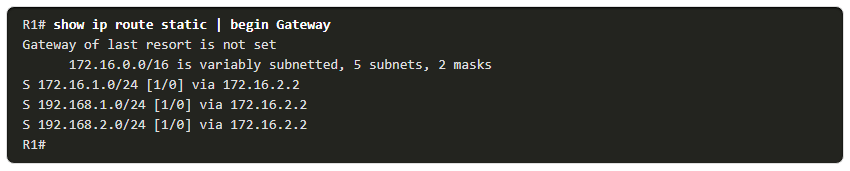 R1# show ip route static | begin Gateway
Gateway of last resort is not set
      172.16.0.0/16 is variably subnetted, 5 subnets, 2 masks
S 172.16.1.0/24 [1/0] via 172.16.2.2
S 192.168.1.0/24 [1/0] via 172.16.2.2
S 192.168.2.0/24 [1/0] via 172.16.2.2
R1#